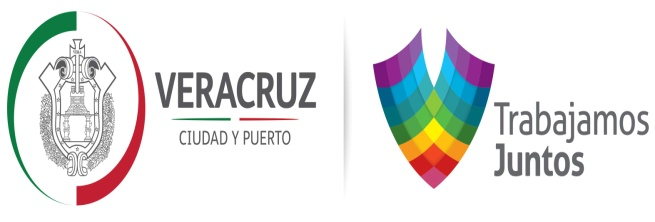 VERACRUZ
CIUDAD Y PUERTO
Trabajamos
Juntos